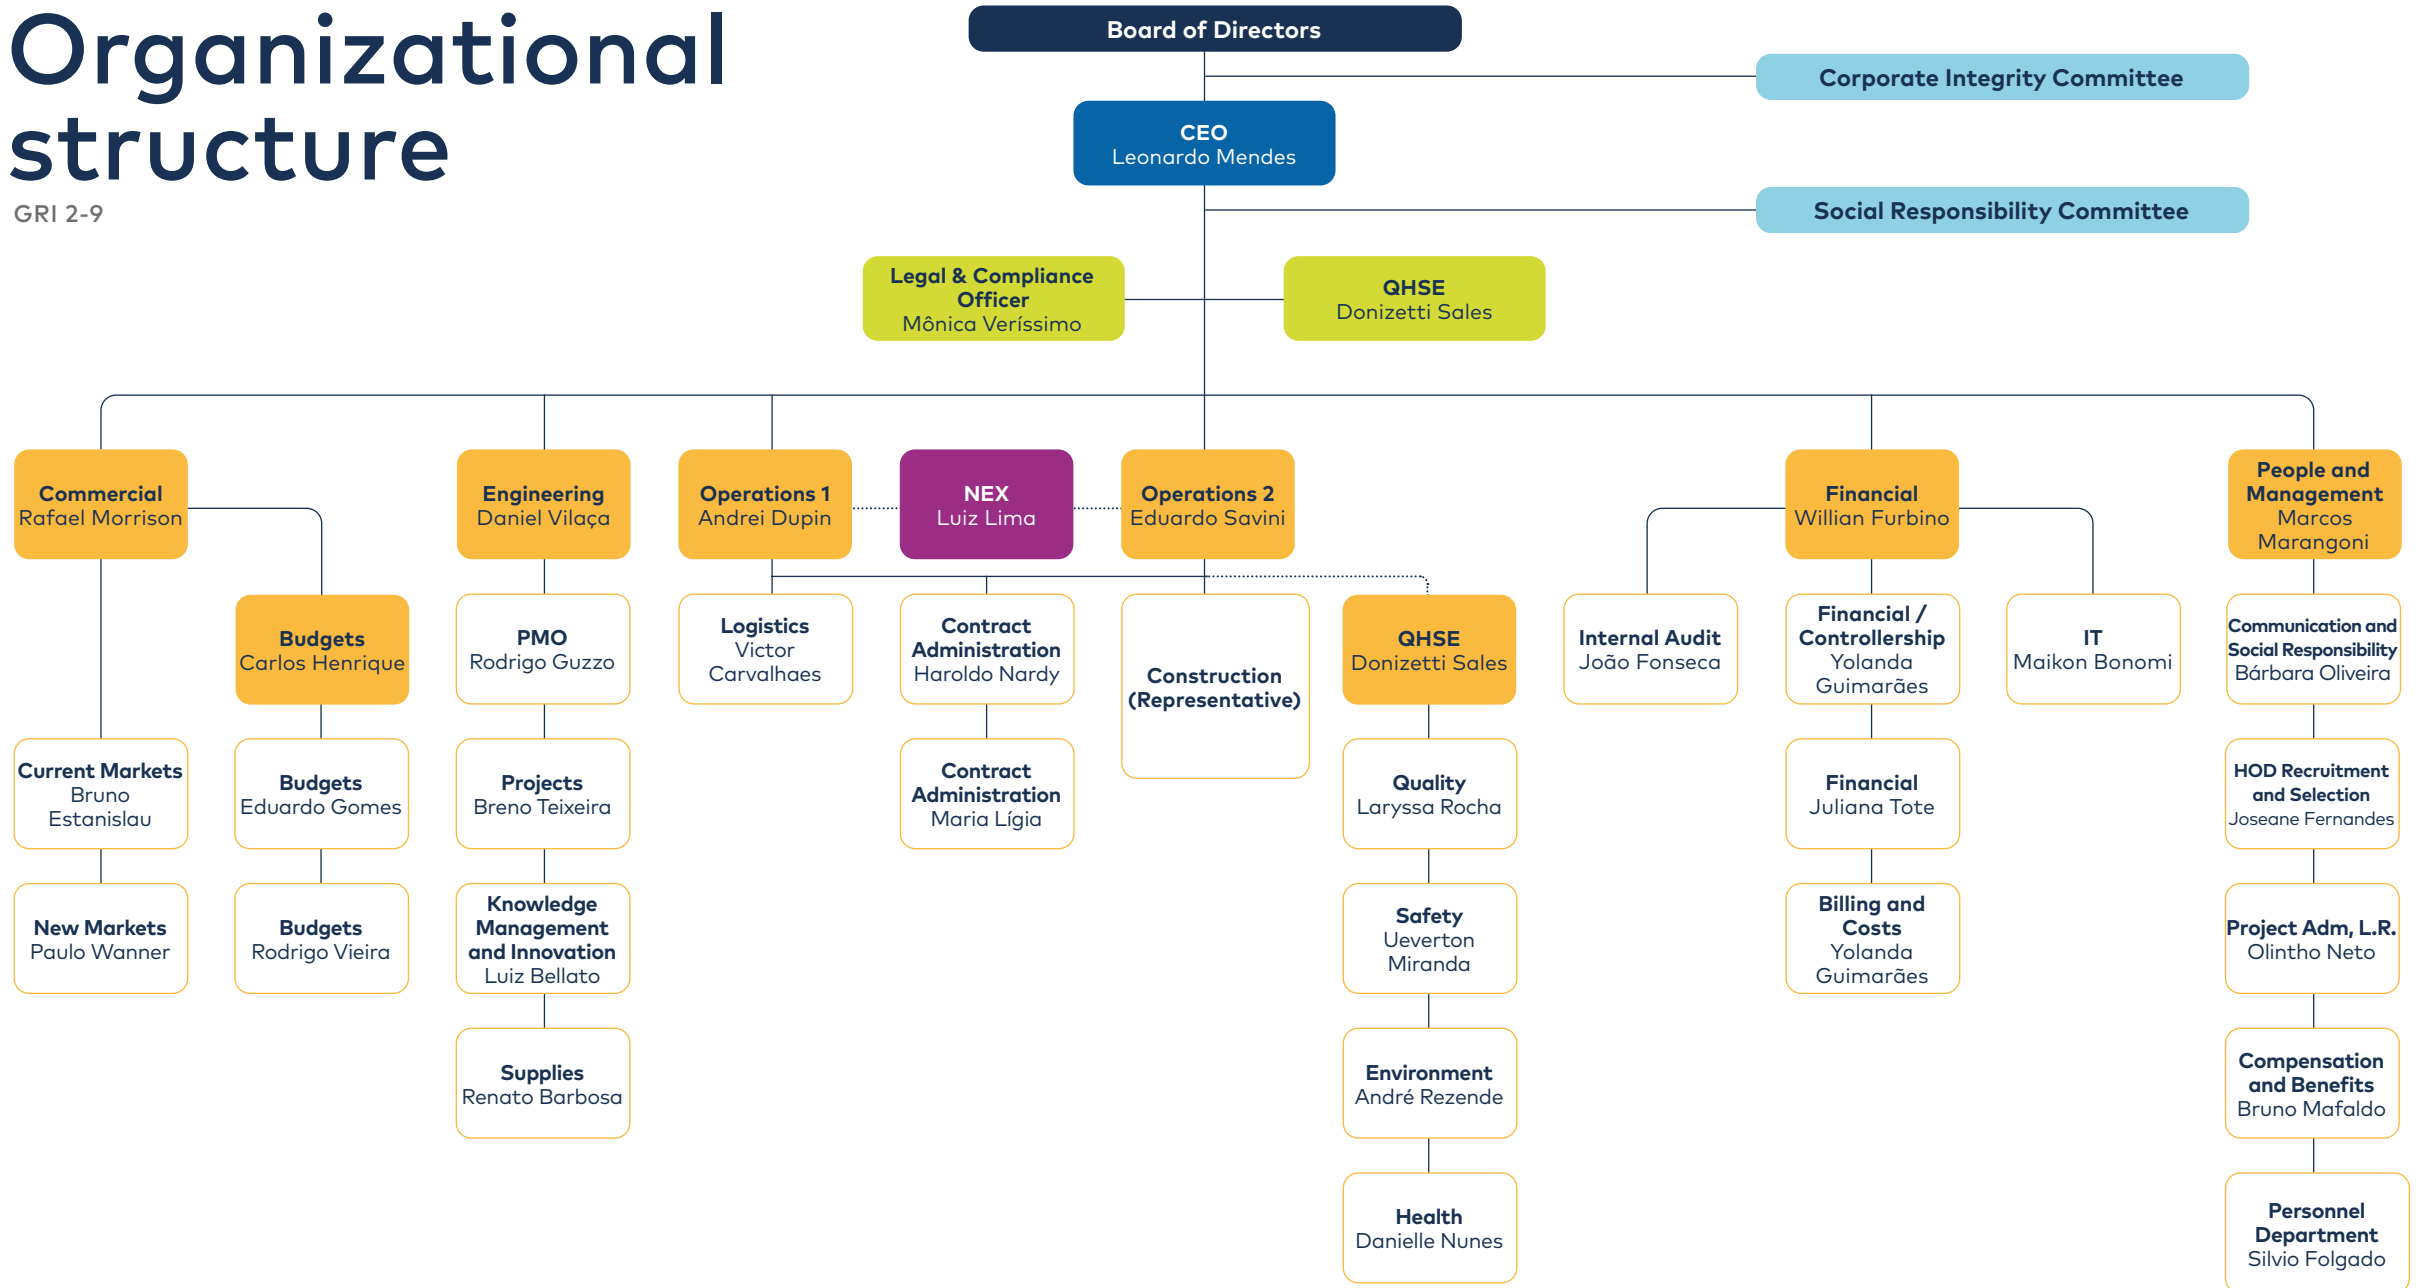 Organizational
structure
GRI 2-9
Board of Directors
Corporate Integrity Committee
CEO
Leonardo Mendes
Social Responsibility Committee
Legal & Compliance
Officer
Mônica Veríssimo
QHSE
Donizetti Sales
Commercial
Rafael Morrison
Engineering
Daniel Vilaça
Operations 1
Andrei Dupin
NEX
Luiz Lima
Operations 2
Eduardo Savini
Financial
Willian Furbino
People and
Management
Marcos
Marangoni
Budgets
Carlos Henrique
PMO
Rodrigo Guzzo
Logistics
Victor
Carvalhaes
Contract
Administration
Haroldo Nardy
Construction
(Representative)
QHSE
Donizetti Sales
Internal Audit
João Fonseca
Financial /
Controllership
Yolanda
Guimarães
IT
Maikon Bonomi
Communication and
Social Responsibility
Bárbara Oliveira
Current Markets
Bruno
Estanislau
Budgets
Eduardo Gomes
Projects
Breno Teixeira
Contract
Administration
Maria Lígia
Quality
Laryssa Rocha
Financial
Juliana Tote
HOD Recruitment
and Selection
Joseane Fernandes
New Markets
Paulo Wanner
Budgets
Rodrigo Vieira
Knowledge
Management
and Innovation
Luiz Bellato
Safety
Ueverton
Miranda
Billing and
Costs
Yolanda
Guimarães
Project Adm, L.R.
Olintho Neto
Supplies
Renato Barbosa
Environment
André Rezende
Compensation
and Benefits
Bruno Mafaldo
Health
Danielle Nunes
Personnel
Department
Silvio Folgado